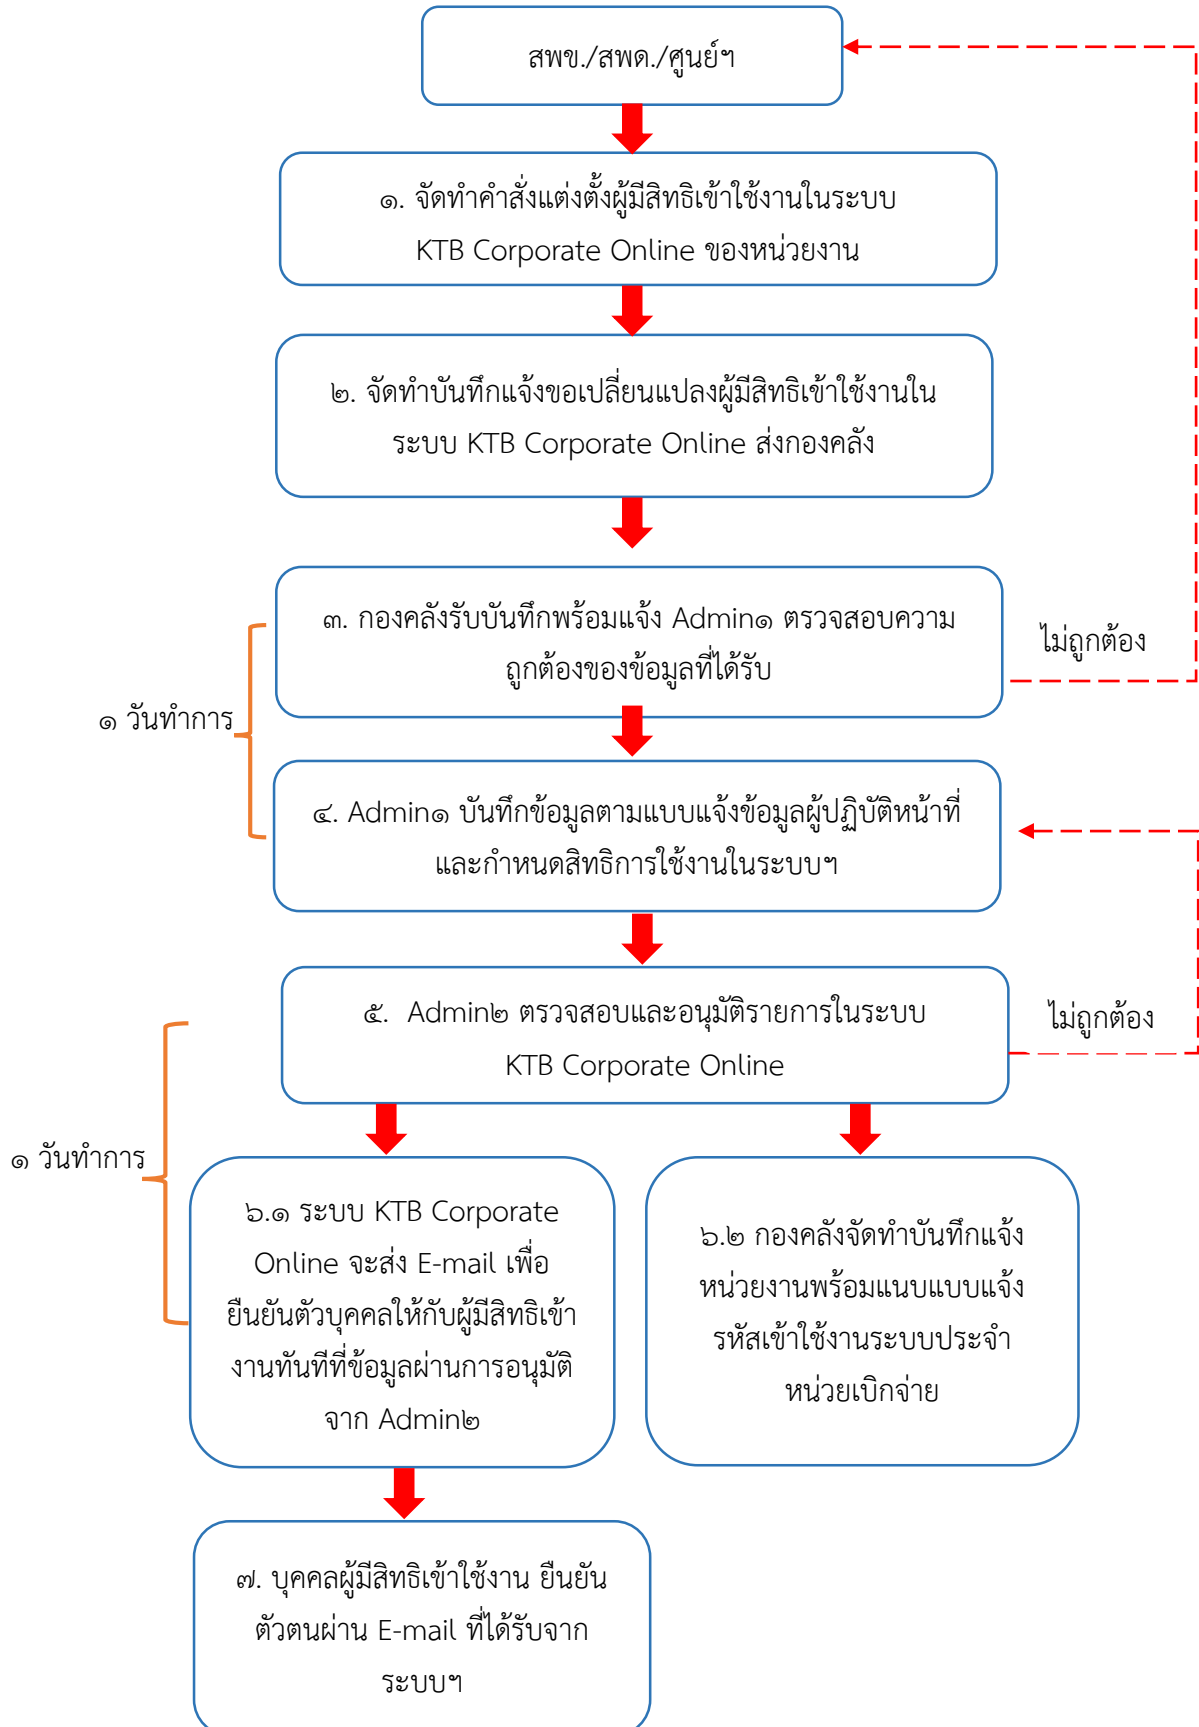 สพข./สพด./ศูนย์ฯ
๑. จัดทำคำสั่งแต่งตั้งผู้มีสิทธิเข้าใช้งานในระบบ
KTB Corporate Online ของหน่วยงาน
๒. จัดทำบันทึกแจ้งขอเปลี่ยนแปลงผู้มีสิทธิเข้าใช้งานใน
ระบบ KTB Corporate Online ส่งกองคลัง
๓. กองคลังรับบันทึกพร้อมแจ้ง Admin๑ ตรวจสอบความ
ถูกต้องของข้อมูลที่ได้รับ
ไม่ถูกต้อง
๑ วันทำการ
๔. Admin๑ บันทึกข้อมูลตามแบบแจ้งข้อมูลผู้ปฏิบัติหน้าที่
และกำหนดสิทธิการใช้งานในระบบฯ
๕. Admin๒ ตรวจสอบและอนุมัติรายการในระบบ
KTB Corporate Online
ไม่ถูกต้อง
๑ วันทำการ
๖.๑ ระบบ KTB Corporate
Online จะส่ง E-mail เพื่อ
ยืนยันตัวบุคคลให้กับผู้มีสิทธิเข้า
งานทันทีที่ข้อมูลผ่านการอนุมัติ
จาก Admin๒
๖.๒ กองคลังจัดทำบันทึกแจ้ง
หน่วยงานพร้อมแนบแบบแจ้ง
รหัสเข้าใช้งานระบบประจำ
หน่วยเบิกจ่าย
๗. บุคคลผู้มีสิทธิเข้าใช้งาน ยืนยัน
ตัวตนผ่าน E-mail ที่ได้รับจาก
ระบบฯ